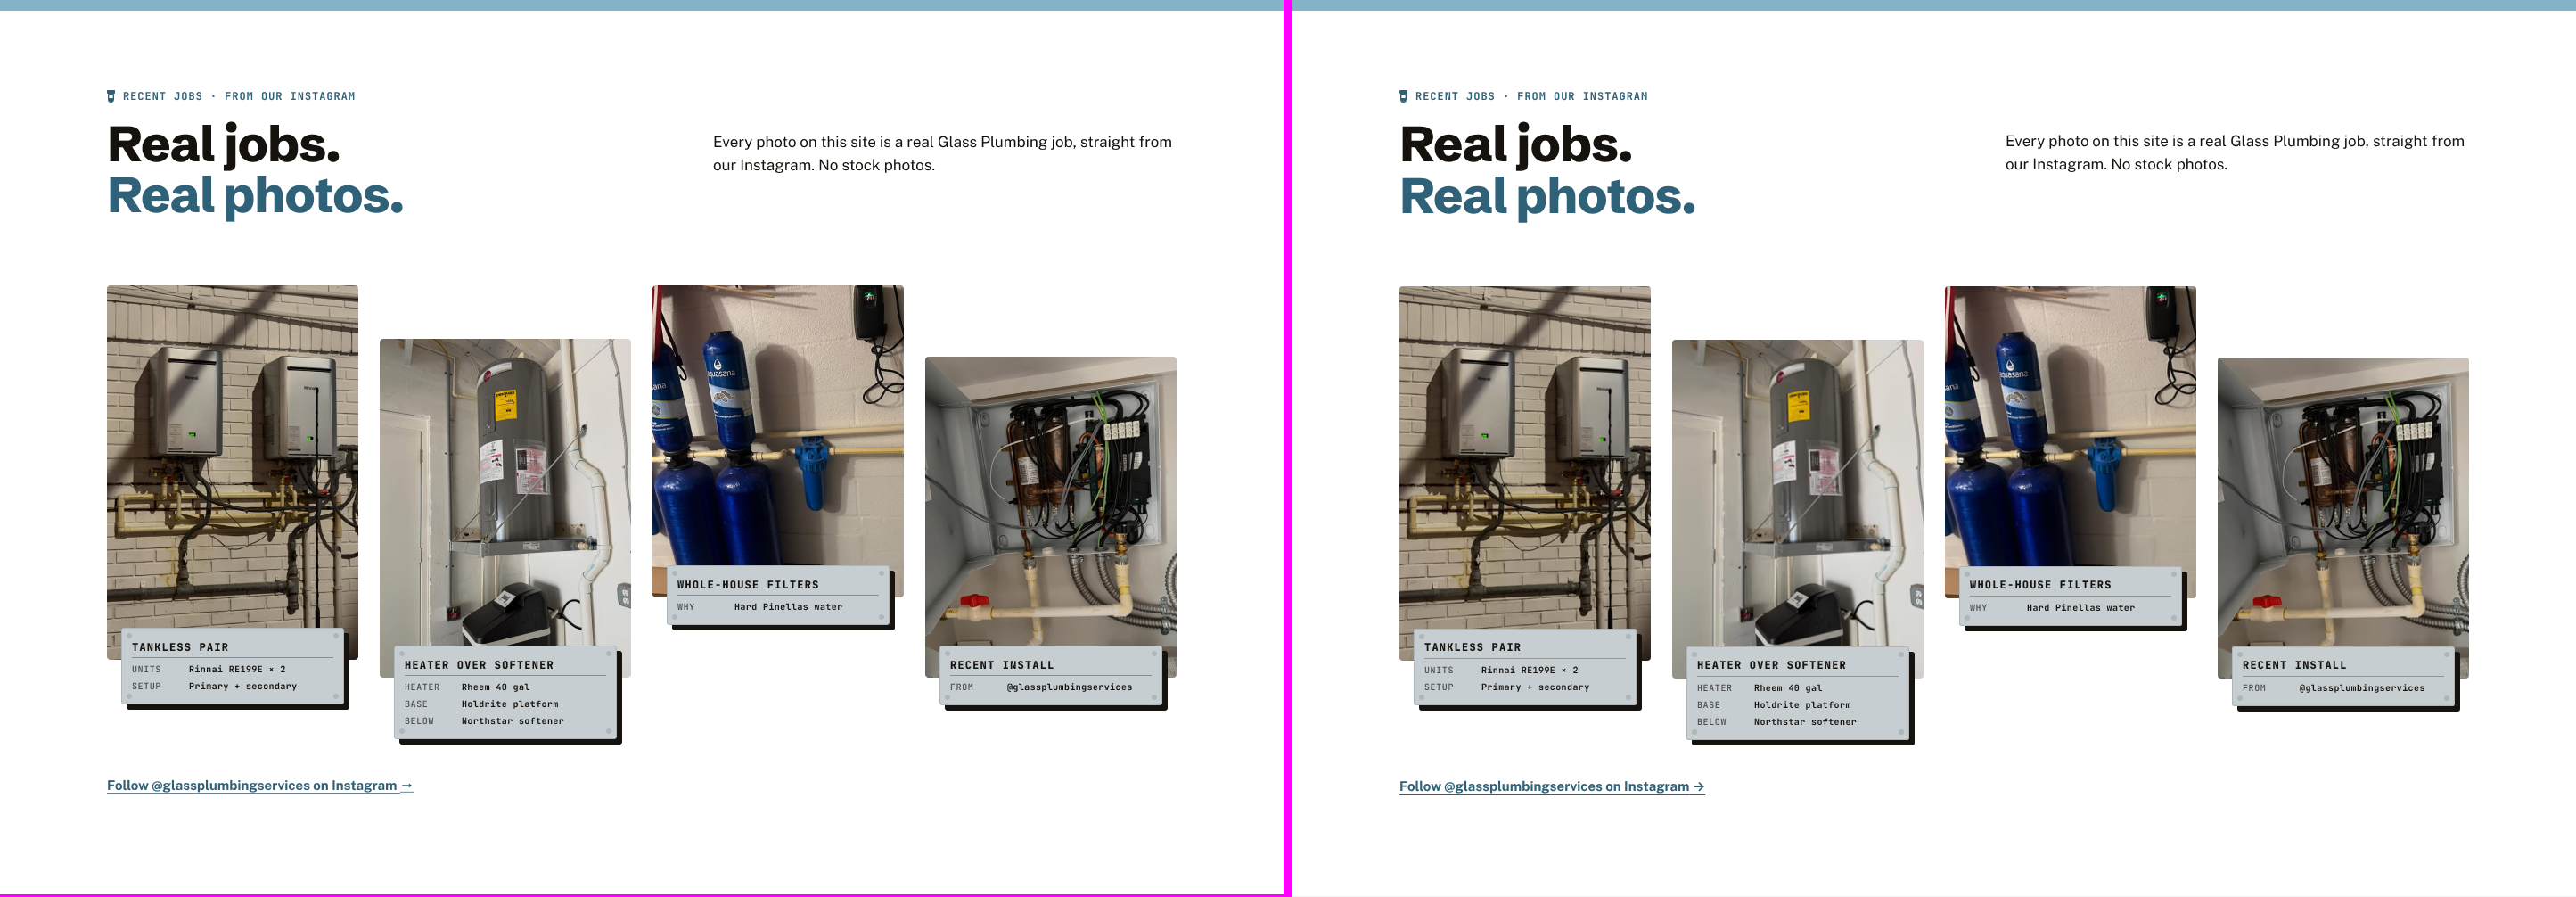 RECENT JOBS · FROM OUR INSTAGRAM
Real jobs.
Real photos.
Every photo on this site is a real Glass Plumbing job, straight from
our Instagram. No stock photos.
TANKLESS PAIR
UNITS Rinnai RE199E × 2
SETUP Primary + secondary
HEATER OVER SOFTENER
HEATER Rheem 40 gal
BASE Holdrite platform
BELOW Northstar softener
aquasana
WHOLE-HOUSE FILTERS
WHY Hard Pinellas water
RECENT INSTALL
FROM @glassplumbingservices
Follow @glassplumbingservices on Instagram →
RECENT JOBS · FROM OUR INSTAGRAM
Real jobs.
Real photos.
Every photo on this site is a real Glass Plumbing job, straight from
our Instagram. No stock photos.
TANKLESS PAIR
UNITS Rinnai RE199E × 2
SETUP Primary + secondary
HEATER OVER SOFTENER
HEATER Rheem 40 gal
BASE Holdrite platform
BELOW Northstar softener
aquasana
WHOLE-HOUSE FILTERS
WHY Hard Pinellas water
RECENT INSTALL
FROM @glassplumbingservices
Follow @glassplumbingservices on Instagram →